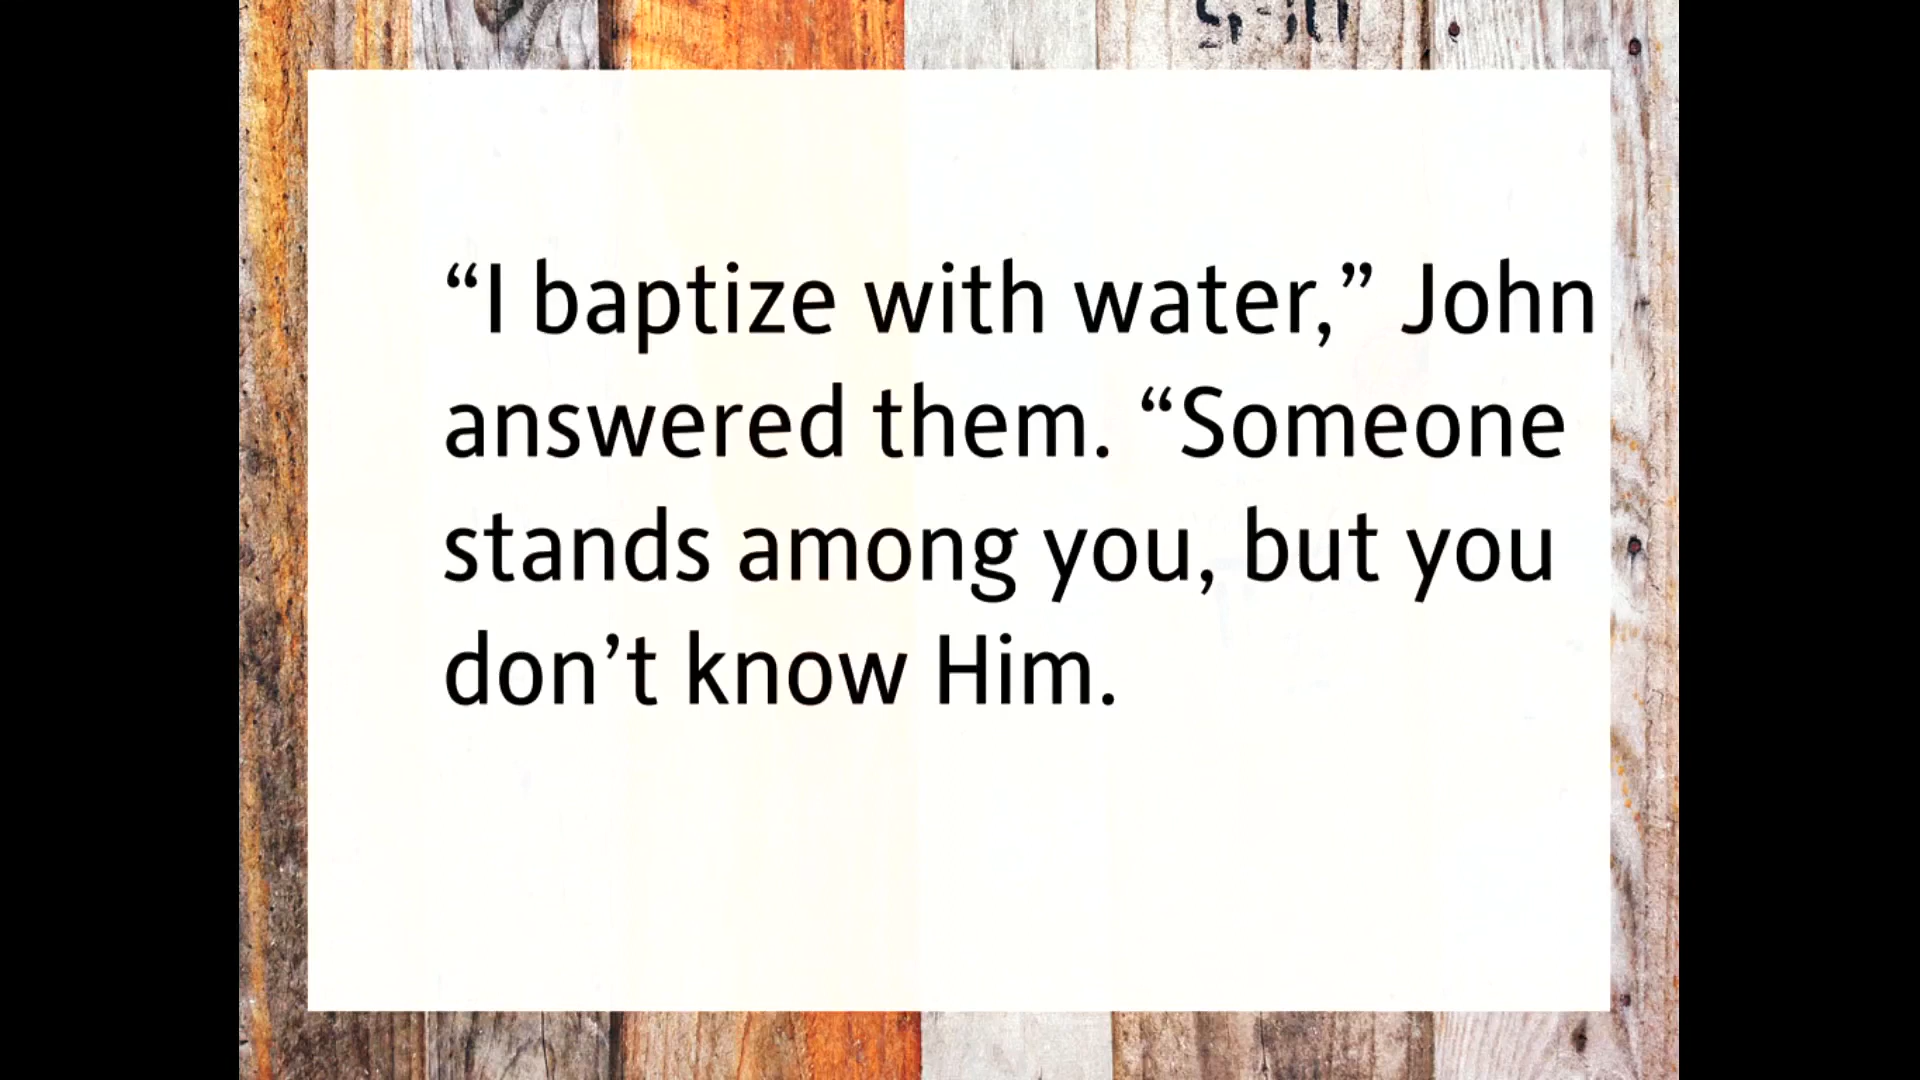 “I baptize with water,” John
answered them. “Someone
stands among you, but you
don’t know Him.